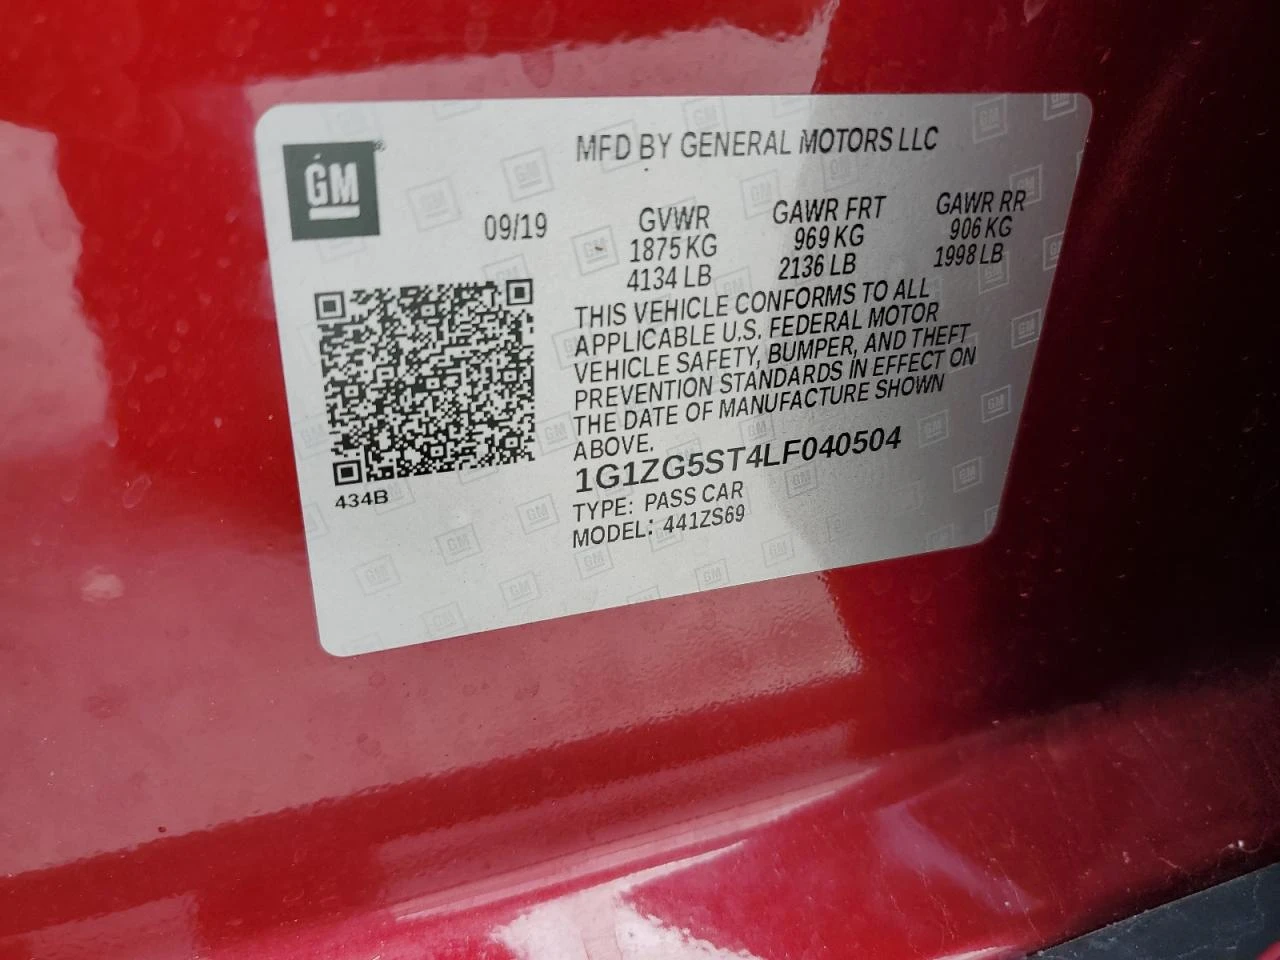 GM
MFD BY GENERAL MOTORS LLC
09/19 GVWR GAWR FRT GAWR RR
1875 KG 969 KG 906 KG
4134 LB 2136 LB 1998 LB
THIS VEHICLE CONFORMS TO ALL
APPLICABLE U.S. FEDERAL MOTOR
VEHICLE SAFETY, BUMPER, AND THEFT
PREVENTION STANDARDS IN EFFECT ON
THE DATE OF MANUFACTURE SHOWN
ABOVE.
1G1ZG5ST4LF040504
TYPE: PASS CAR
MODEL: 441ZS69
434B